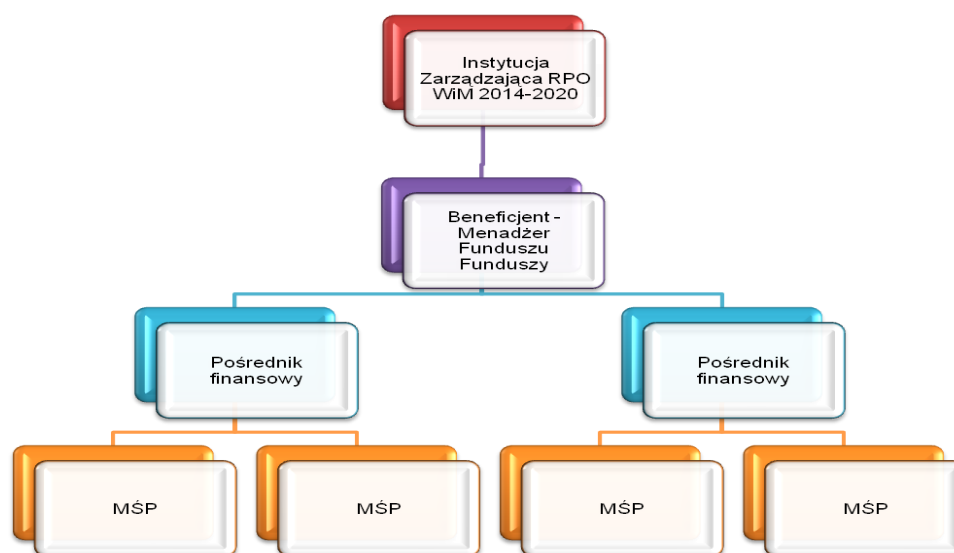 Instytucja
Zarządzająca RPO
WiM 2014-2020
Beneficjent -
Menadżer
Funduszu
Funduszy
Pośrednik
finansowy
Pośrednik
finansowy
MŚP
MŚP
MŚP
MŚP